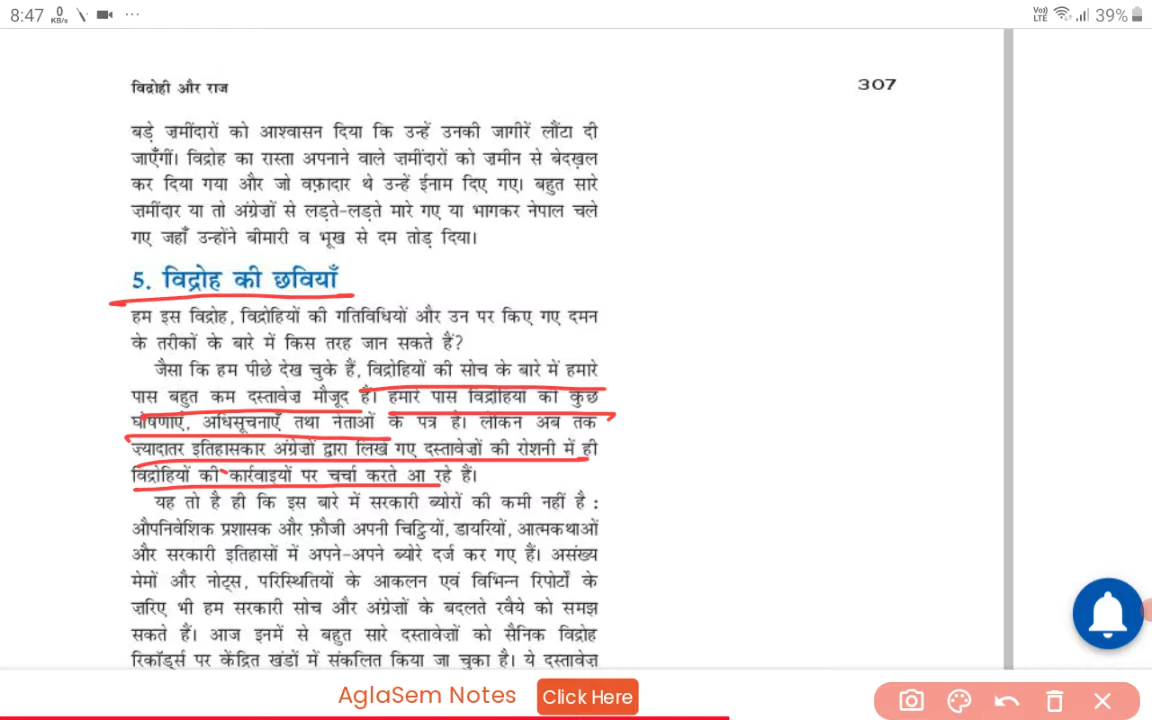 8:47 0 KB/s ... Vo) LTE 39%
विद्रोही और राज 307
बड़े ज़मींदारों को आश्वासन दिया कि उन्हें उनकी जागीरें लौटा दी
जाएँगीं। विद्रोह का रास्ता अपनाने वाले ज़मींदारों को ज़मीन से बेदख़ल
कर दिया गया और जो वफ़ादार थे उन्हें ईनाम दिए गए। बहुत सारे
ज़मींदार या तो अंग्रेज़ों से लड़ते-लड़ते मारे गए या भागकर नेपाल चले
गए जहाँ उन्होंने बीमारी व भूख से दम तोड़ दिया।
5. विद्रोह की छवियाँ
हम इस विद्रोह, विद्रोहियों की गतिविधियों और उन पर किए गए दमन
के तरीकों के बारे में किस तरह जान सकते हैं?
जैसा कि हम पीछे देख चुके हैं, विद्रोहियों की सोच के बारे में हमारे
पास बहुत कम दस्तावेज़ मौजूद हैं। हमारे पास विद्रोहियों की कुछ
घोषणाएँ, अधिसूचनाएँ तथा नेताओं के पत्र हैं। लेकिन अब तक
ज़्यादातर इतिहासकार अंग्रेज़ों द्वारा लिखे गए दस्तावेज़ों की रोशनी में ही
विद्रोहियों की कार्रवाइयों पर चर्चा करते आ रहे हैं।
यह तो है ही कि इस बारे में सरकारी ब्योरों की कमी नहीं है :
औपनिवेशिक प्रशासक और फ़ौजी अपनी चिट्ठियों, डायरियों, आत्मकथाओं
और सरकारी इतिहासों में अपने-अपने ब्योरे दर्ज कर गए हैं। असंख्य
मेमों और नोट्स, परिस्थितियों के आकलन एवं विभिन्न रिपोर्टों के
ज़रिए भी हम सरकारी सोच और अंग्रेज़ों के बदलते रवैये को समझ
सकते हैं। आज इनमें से बहुत सारे दस्तावेज़ों को सैनिक विद्रोह
रिकॉर्ड्स पर केंद्रित खंडों में संकलित किया जा चुका है। ये दस्तावेज़
AglaSem Notes Click Here